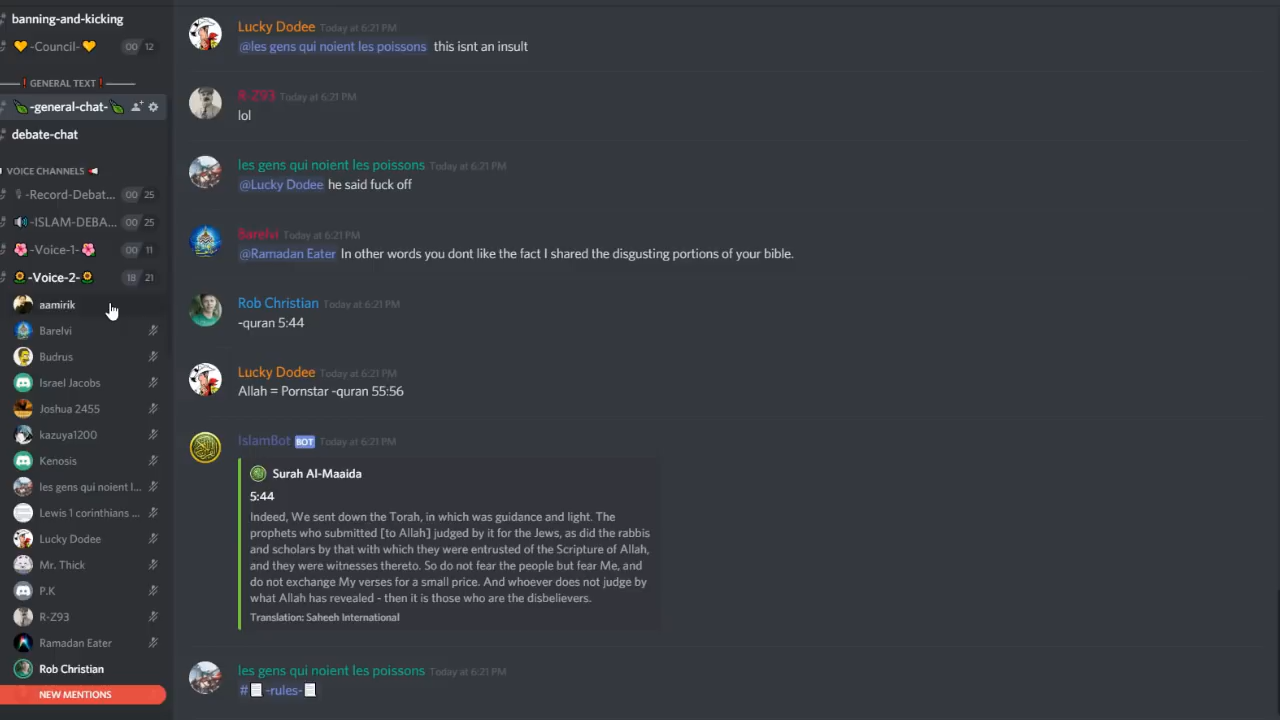 banning-and-kicking
-Council- 00 12
GENERAL TEXT
-general-chat-
debate-chat
VOICE CHANNELS
-Record-Debat... 00 25
-ISLAM-DEBA... 00 25
-Voice-1- 00 11
-Voice-2- 18 21
aamirik
Barelvi
Budrus
Israel Jacobs
Joshua 2455
kazuya1200
Kenosis
les gens qui noient l...
Lewis 1 corinthians ...
Lucky Dodee
Mr. Thick
P.K
R-Z93
Ramadan Eater
Rob Christian
NEW MENTIONS
Lucky Dodee Today at 6:21 PM
@les gens qui noient les poissons this isnt an insult
R-Z93 Today at 6:21 PM
lol
les gens qui noient les poissons Today at 6:21 PM
@Lucky Dodee he said fuck off
Barelvi Today at 6:21 PM
@Ramadan Eater In other words you dont like the fact I shared the disgusting portions of your bible.
Rob Christian Today at 6:21 PM
-quran 5:44
Lucky Dodee Today at 6:21 PM
Allah = Pornstar -quran 55:56
IslamBot BOT Today at 6:21 PM
Surah Al-Maaida
5:44
Indeed, We sent down the Torah, in which was guidance and light. The
prophets who submitted [to Allah] judged by it for the Jews, as did the rabbis
and scholars by that with which they were entrusted of the Scripture of Allah,
and they were witnesses thereto. So do not fear the people but fear Me, and
do not exchange My verses for a small price. And whoever does not judge by
what Allah has revealed - then it is those who are the disbelievers.
Translation: Saheeh International
les gens qui noient les poissons Today at 6:21 PM
# -rules-